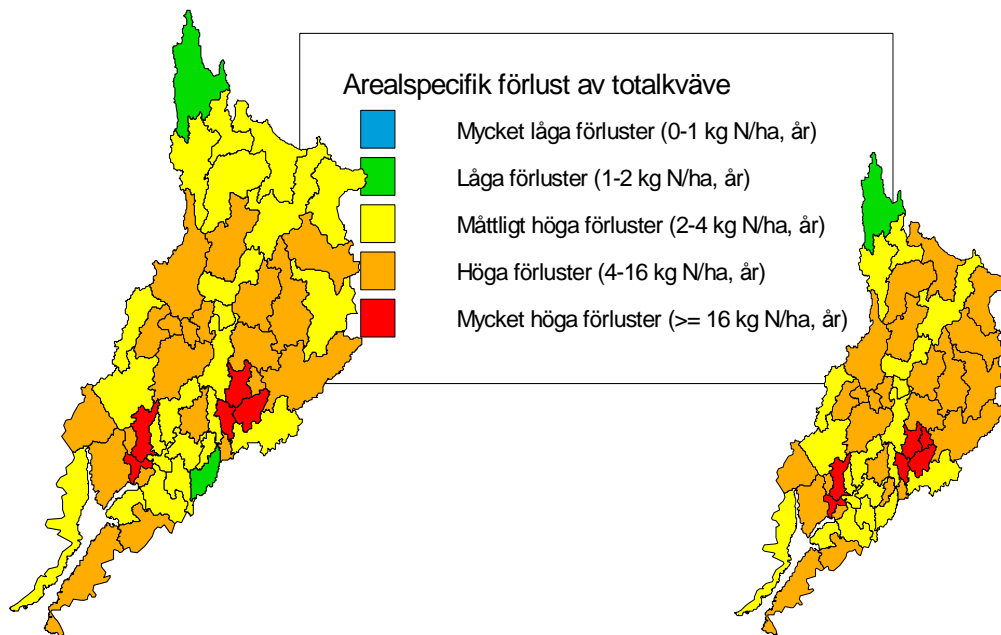 Arealspecifik förlust av totalkväve
Mycket låga förluster (0-1 kg N/ha, år)
Låga förluster (1-2 kg N/ha, år)
Måttligt höga förluster (2-4 kg N/ha, år)
Höga förluster (4-16 kg N/ha, år)
Mycket höga förluster (>= 16 kg N/ha, år)